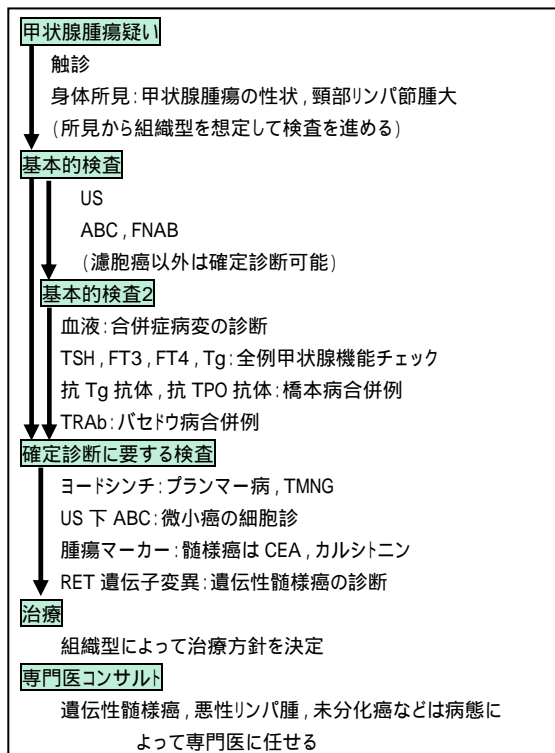 甲状腺腫瘍疑い
触診
身体所見:甲状腺腫瘍の性状,頸部リンパ節腫大
(所見から組織型を想定して検査を進める)
基本的検査
US
ABC,FNAB
(濾胞癌以外は確定診断可能)
基本的検査2
血液:合併症病変の診断
TSH,FT3,FT4,Tg:全例甲状腺機能チェック
抗Tg抗体,抗TPO抗体:橋本病合併例
TRAb:バセドウ病合併例
確定診断に要する検査
ヨードシンチ:プランマー病,TMNG
US下ABC:微小癌の細胞診
腫瘍マーカー:髄様癌はCEA,カルシトニン
RET遺伝子変異:遺伝性髄様癌の診断
治療
組織型によって治療方針を決定
専門医コンサルト
遺伝性髄様癌,悪性リンパ腫,未分化癌などは病態に
よって専門医に任せる